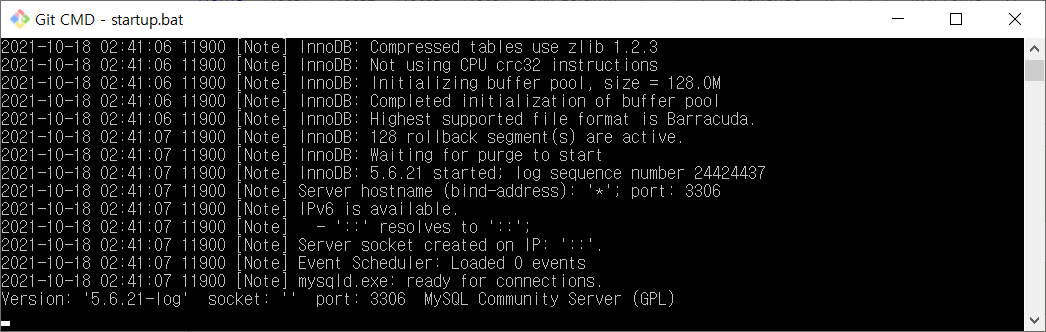 Git CMD - startup.bat
2021-10-18 02:41:06 11900 [Note] InnoDB: Compressed tables use zlib 1.2.3
2021-10-18 02:41:06 11900 [Note] InnoDB: Not using CPU crc32 instructions
2021-10-18 02:41:06 11900 [Note] InnoDB: Initializing buffer pool, size = 128.0M
2021-10-18 02:41:06 11900 [Note] InnoDB: Completed initialization of buffer pool
2021-10-18 02:41:06 11900 [Note] InnoDB: Highest supported file format is Barracuda.
2021-10-18 02:41:07 11900 [Note] InnoDB: 128 rollback segment(s) are active.
2021-10-18 02:41:07 11900 [Note] InnoDB: Waiting for purge to start
2021-10-18 02:41:07 11900 [Note] InnoDB: 5.6.21 started; log sequence number 24424437
2021-10-18 02:41:07 11900 [Note] Server hostname (bind-address): '*'; port: 3306
2021-10-18 02:41:07 11900 [Note] IPv6 is available.
2021-10-18 02:41:07 11900 [Note]   - '::' resolves to '::';
2021-10-18 02:41:07 11900 [Note] Server socket created on IP: '::'.
2021-10-18 02:41:07 11900 [Note] Event Scheduler: Loaded 0 events
2021-10-18 02:41:07 11900 [Note] mysqld.exe: ready for connections.
Version: '5.6.21-log'  socket: ''  port: 3306  MySQL Community Server (GPL)